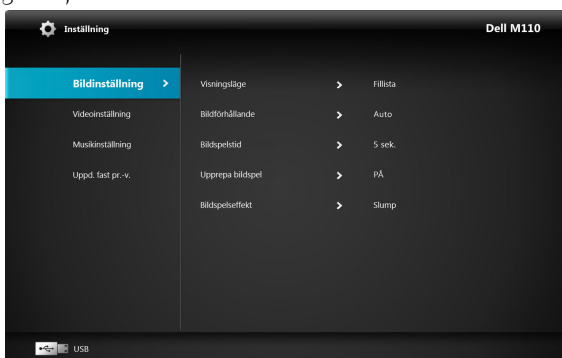 Inställning
Dell M110
Bildinställning
Visningsläge
Fillista
Videoinställning
Bildförhållande
Auto
Musikinställning
Bildspelstid
5 sek.
Uppd. fast pr.-v.
Upprepa bildspel
PÅ
Bildspelseffekt
Slump
USB